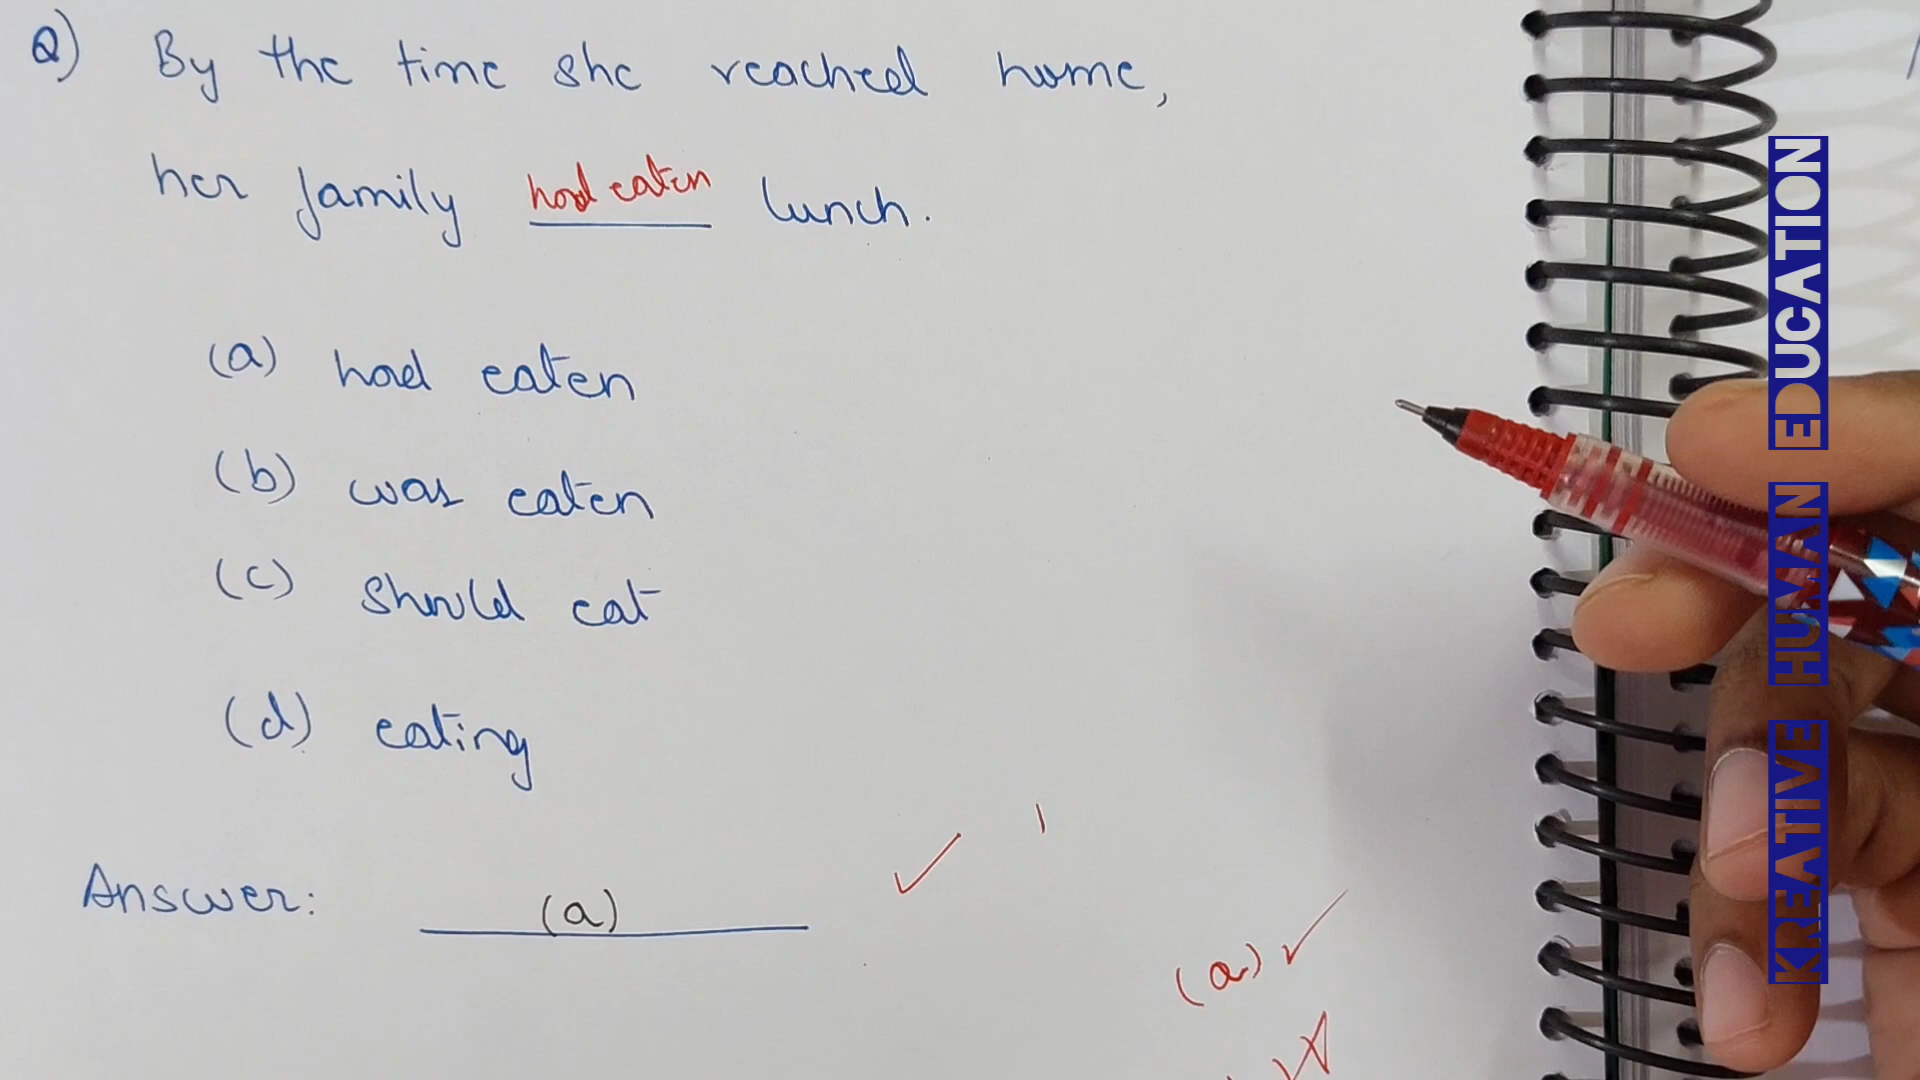 Q) By the time she reached home,
her family had eaten lunch.
(a) had eaten
(b) was eaten
(c) should eat
(d) eating
Answer: (a)
(a)
KREATIVE HUMAN EDUCATION